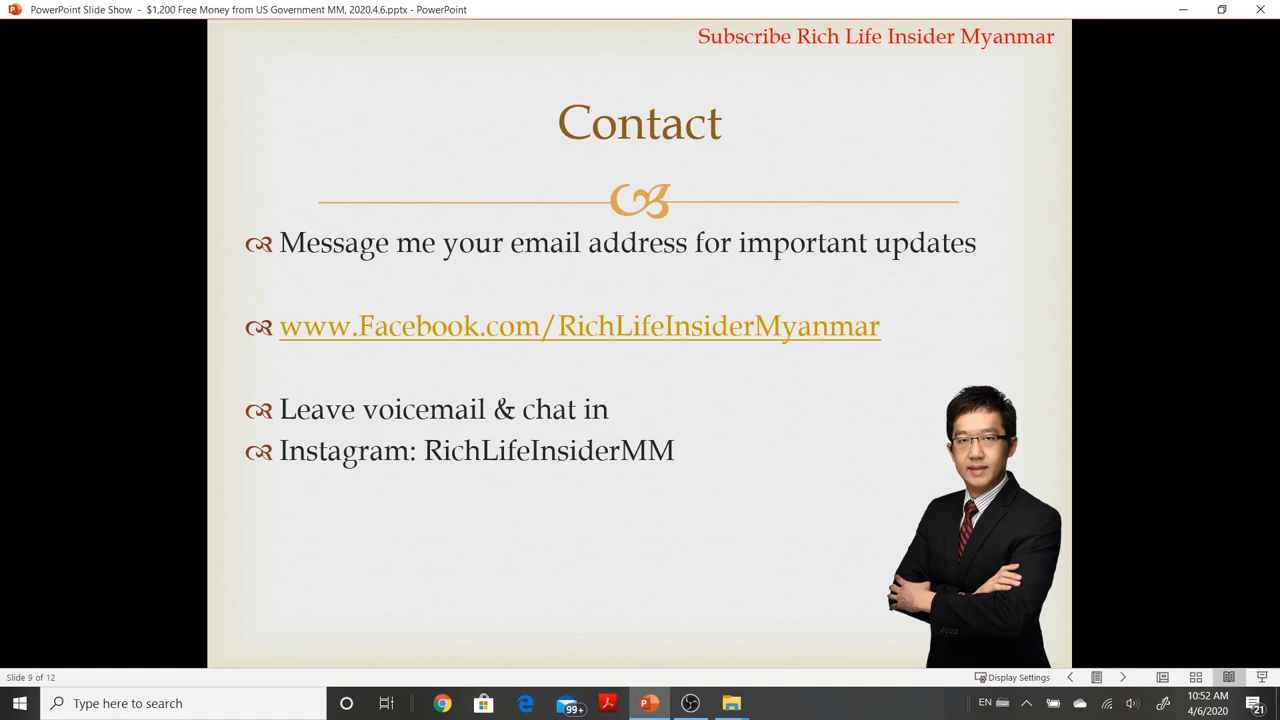 PowerPoint Slide Show - $1,200 Free Money from US Government MM, 2020.4.6.pptx - PowerPoint
Subscribe Rich Life Insider Myanmar
Contact
Message me your email address for important updates
www.Facebook.com/RichLifeInsiderMyanmar
Leave voicemail & chat in
Instagram: RichLifeInsiderMM
Slide 9 of 12
Display Settings
Type here to search
99+
EN
10:52 AM
4/6/2020
21